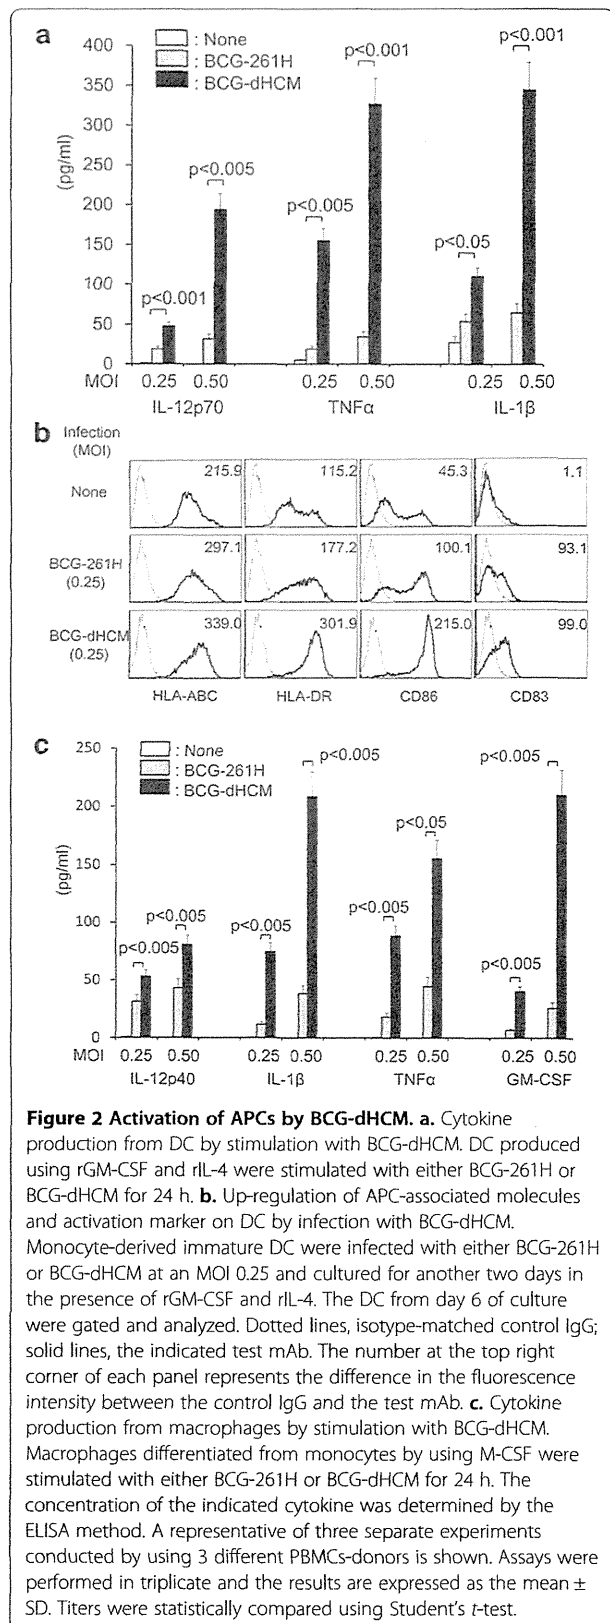 a
400
350
300
250
200
150
100
50
0
(pg/ml)
: None
: BCG-261H
: BCG-dHCM
p<0.001
p<0.005
p<0.005
p<0.001
p<0.05
p<0.001
MOI 0.25 0.50 0.25 0.50 0.25 0.50
IL-12p70 TNFα IL-1β
b Infection
(MOI)
None 215.9 115.2 45.3 1.1
BCG-261H
(0.25) 297.1 177.2 100.1 93.1
BCG-dHCM
(0.25) 339.0 301.9 215.0 99.0
HLA-ABC HLA-DR CD86 CD83
c
250
200
150
100
50
0
(pg/ml)
: None
: BCG-261H
: BCG-dHCM
p<0.005
p<0.005
p<0.005
p<0.005
p<0.005
p<0.05
p<0.005
p<0.005
MOI 0.25 0.50 0.25 0.50 0.25 0.50 0.25 0.50
IL-12p40 IL-1β TNFα GM-CSF
Figure 2 Activation of APCs by BCG-dHCM. a. Cytokine
production from DC by stimulation with BCG-dHCM. DC produced
using rGM-CSF and rIL-4 were stimulated with either BCG-261H or
BCG-dHCM for 24 h. b. Up-regulation of APC-associated molecules
and activation marker on DC by infection with BCG-dHCM.
Monocyte-derived immature DC were infected with either BCG-261H
or BCG-dHCM at an MOI 0.25 and cultured for another two days in
the presence of rGM-CSF and rIL-4. The DC from day 6 of culture
were gated and analyzed. Dotted lines, isotype-matched control IgG;
solid lines, the indicated test mAb. The number at the top right
corner of each panel represents the difference in the fluorescence
intensity between the control IgG and the test mAb. c. Cytokine
production from macrophages by stimulation with BCG-dHCM.
Macrophages differentiated from monocytes by using M-CSF were
stimulated with either BCG-261H or BCG-dHCM for 24 h. The
concentration of the indicated cytokine was determined by the
ELISA method. A representative of three separate experiments
conducted by using 3 different PBMCs-donors is shown. Assays were
performed in triplicate and the results are expressed as the mean ±
SD. Titers were statistically compared using Student's t-test.